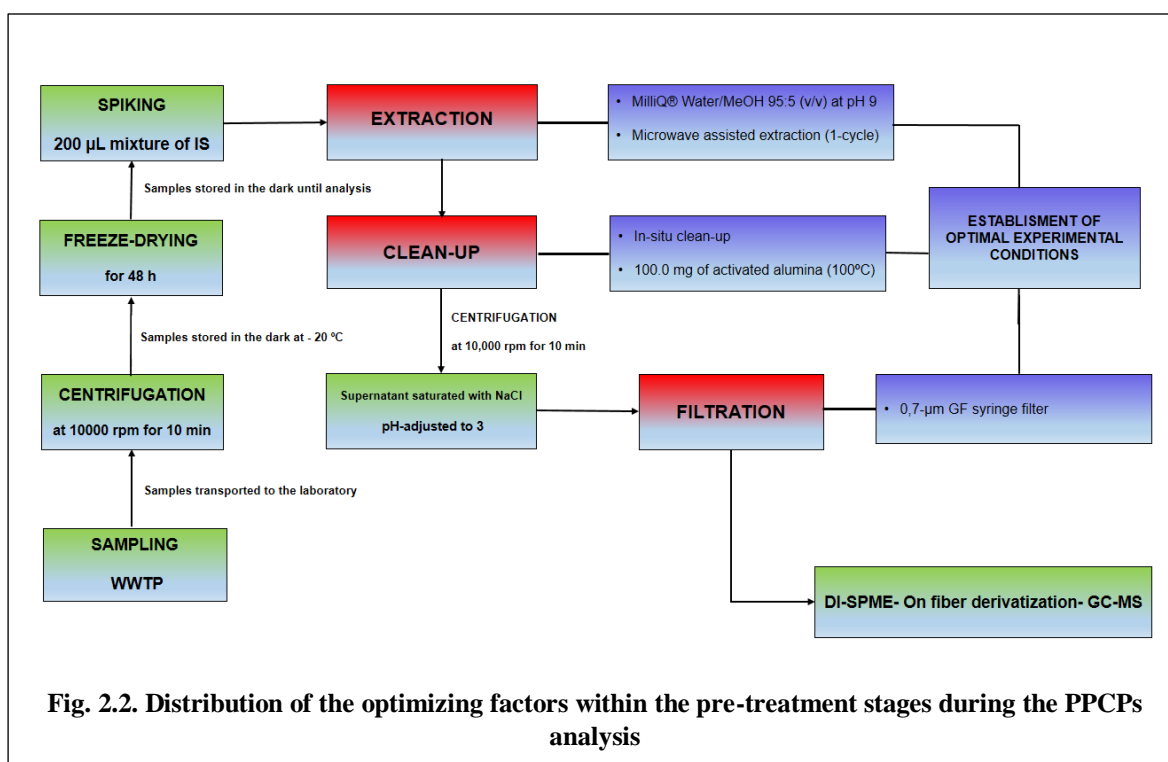 SPIKING
200 µL mixture of IS
EXTRACTION
• MilliQ® Water/MeOH 95:5 (v/v) at pH 9
• Microwave assisted extraction (1-cycle)
Samples stored in the dark until analysis
FREEZE-DRYING
for 48 h
CLEAN-UP
• In-situ clean-up
• 100.0 mg of activated alumina (100ºC)
ESTABLISMENT OF
OPTIMAL EXPERIMENTAL
CONDITIONS
Samples stored in the dark at - 20 ºC
CENTRIFUGATION
at 10,000 rpm for 10 min
CENTRIFUGATION
at 10000 rpm for 10 min
Supernatant saturated with NaCl
pH-adjusted to 3
FILTRATION
• 0,7-µm GF syringe filter
Samples transported to the laboratory
SAMPLING
WWTP
DI-SPME- On fiber derivatization- GC-MS
Fig. 2.2. Distribution of the optimizing factors within the pre-treatment stages during the PPCPs
analysis